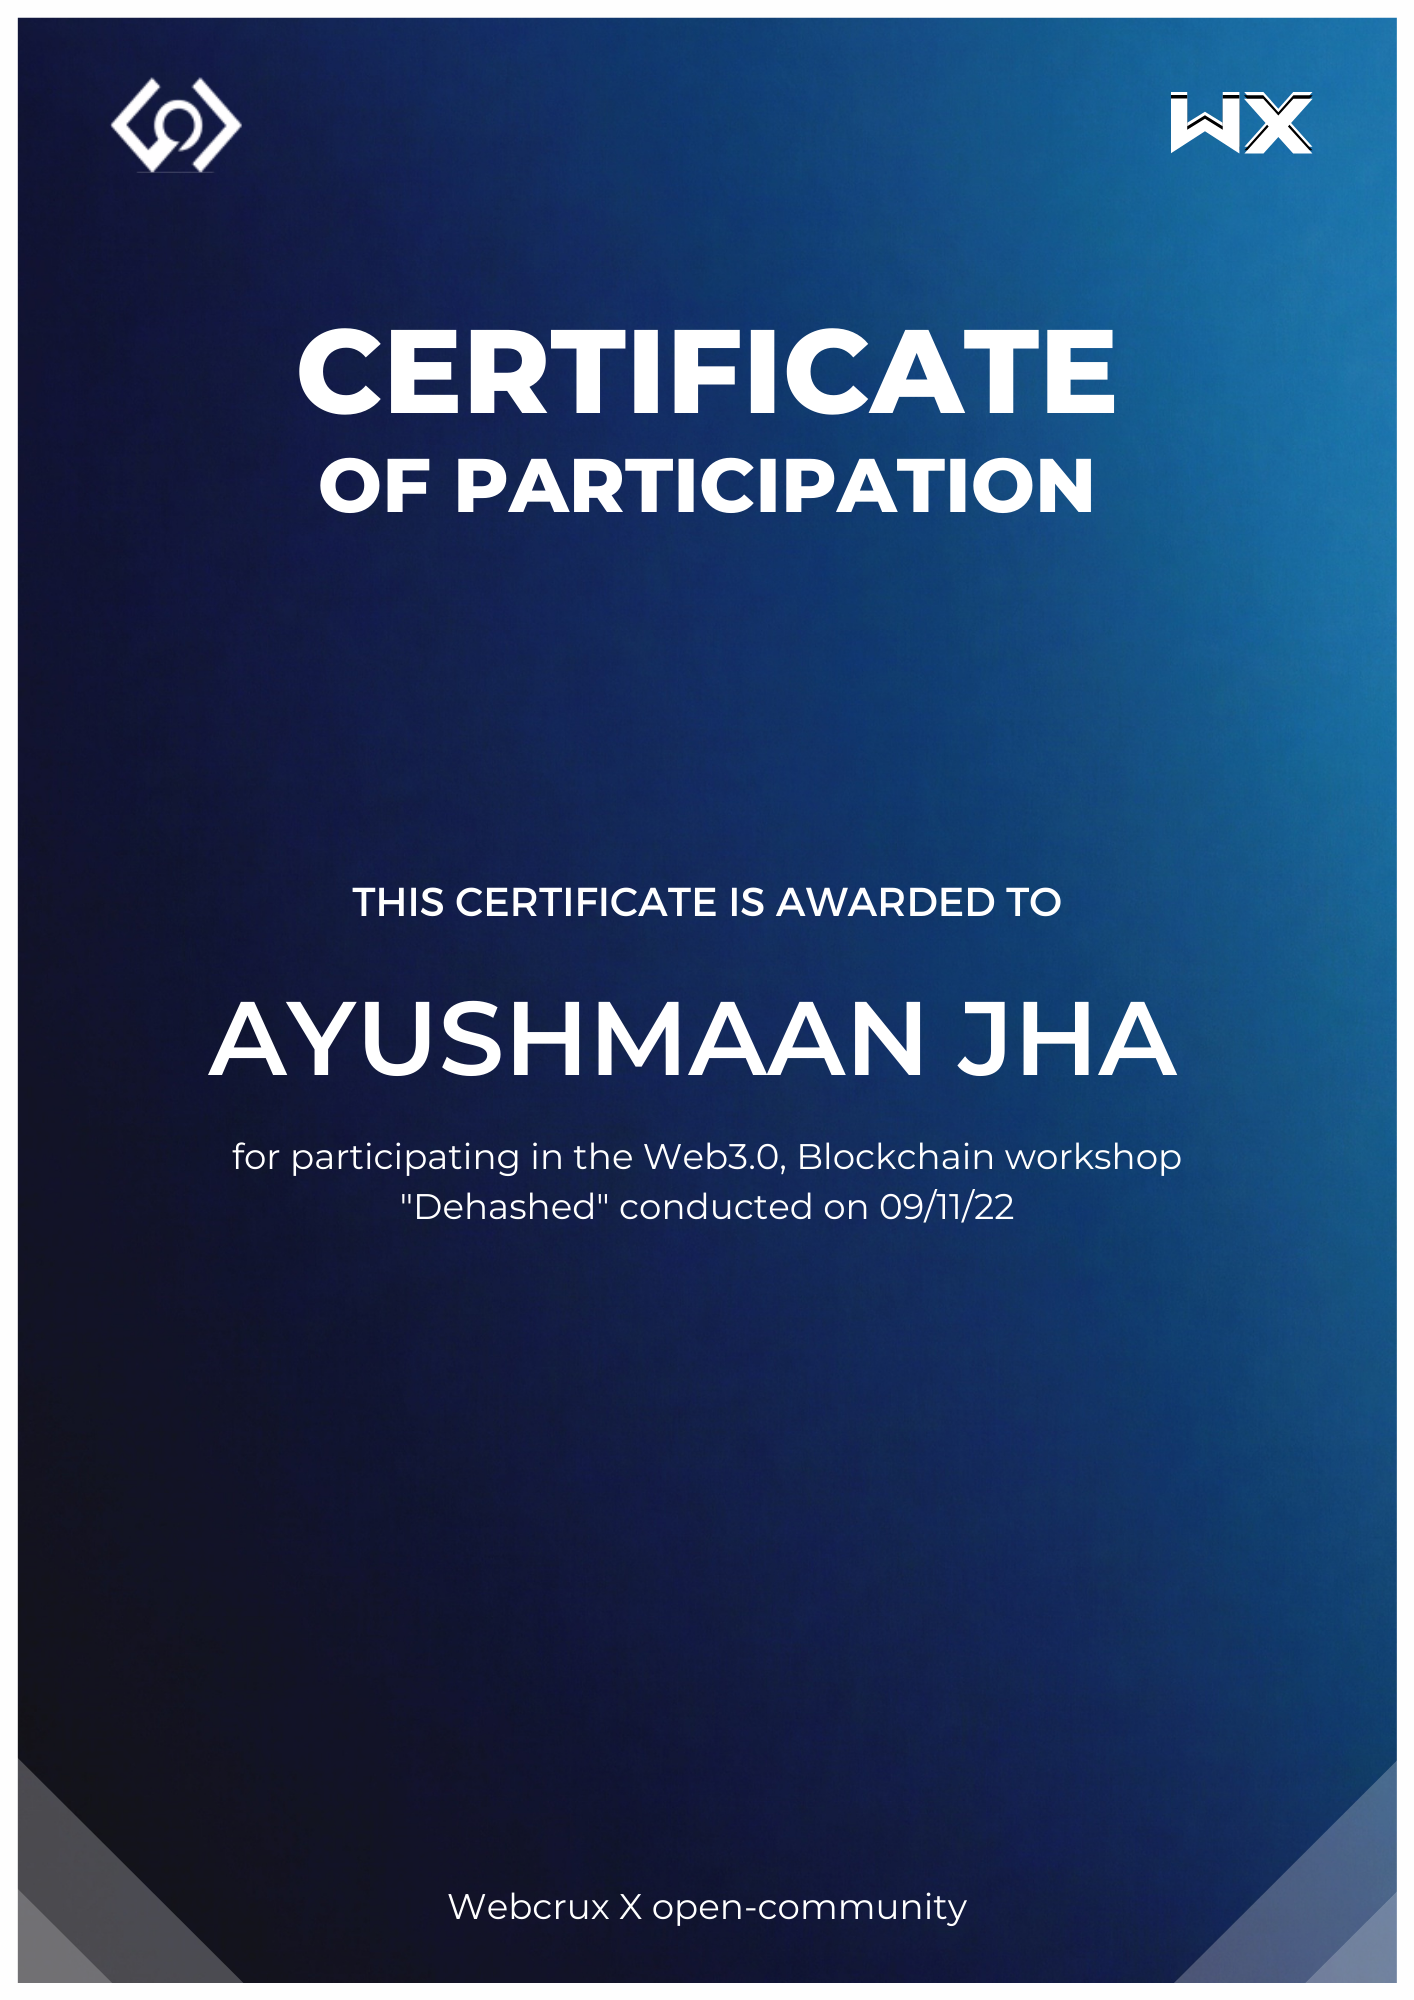 WX
CERTIFICATE
OF PARTICIPATION
THIS CERTIFICATE IS AWARDED TO
AYUSHMAAN JHA
for participating in the Web3.0, Blockchain workshop
"Dehashed" conducted on 09/11/22
Webcrux X open-community